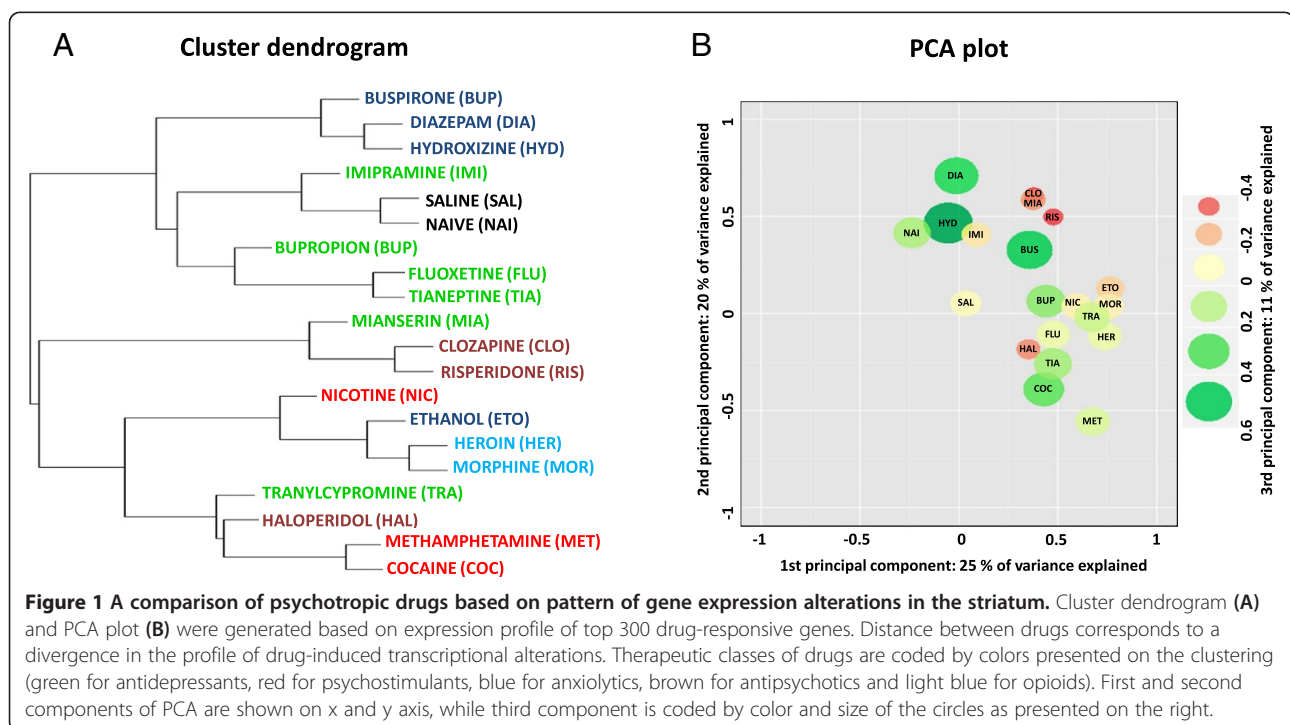 A
Cluster dendrogram
BUSPIRONE (BUP)
DIAZEPAM (DIA)
HYDROXIZINE (HYD)
IMIPRAMINE (IMI)
SALINE (SAL)
NAIVE (NAI)
BUPROPION (BUP)
FLUOXETINE (FLU)
TIANEPTINE (TIA)
MIANSERIN (MIA)
CLOZAPINE (CLO)
RISPERIDONE (RIS)
NICOTINE (NIC)
ETHANOL (ETO)
HEROIN (HER)
MORPHINE (MOR)
TRANYLCYPROMINE (TRA)
HALOPERIDOL (HAL)
METHAMPHETAMINE (MET)
COCAINE (COC)
B
PCA plot
2nd principal component: 20 % of variance explained
1
0.5
0
-0.5
-1
DIA
CLO
MIA
RIS
HYD
NAI
IMI
BUS
ETO
SAL
BUP
NIC
MOR
TRA
FLU
HER
HAL
TIA
COC
MET
-1
-0.5
0
0.5
1
1st principal component: 25 % of variance explained
-0.4
-0.2
0
0.2
0.4
0.6
3rd principal component: 11 % of variance explained
Figure 1 A comparison of psychotropic drugs based on pattern of gene expression alterations in the striatum. Cluster dendrogram (A)
and PCA plot (B) were generated based on expression profile of top 300 drug-responsive genes. Distance between drugs corresponds to a
divergence in the profile of drug-induced transcriptional alterations. Therapeutic classes of drugs are coded by colors presented on the clustering
(green for antidepressants, red for psychostimulants, blue for anxiolytics, brown for antipsychotics and light blue for opioids). First and second
components of PCA are shown on x and y axis, while third component is coded by color and size of the circles as presented on the right.